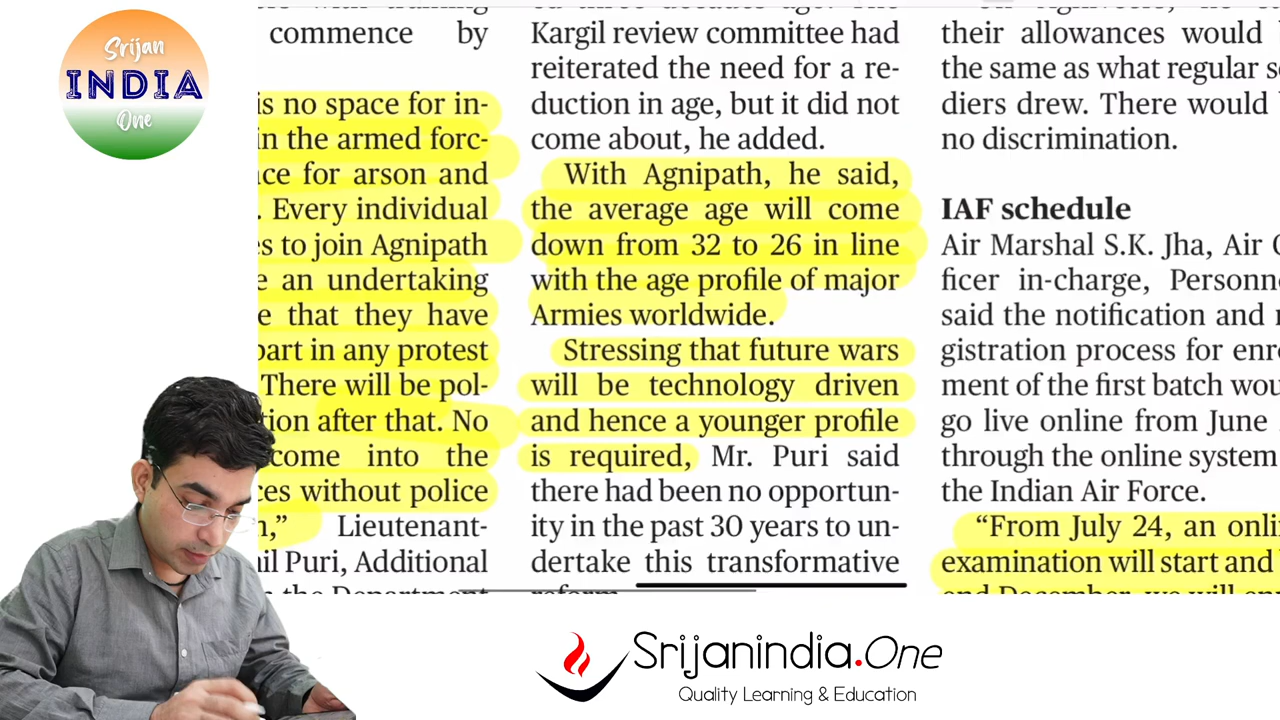 Srijan
INDIA
One
commence by
is no space for in-
in the armed forc-
ce for arson and
. Every individual
es to join Agnipath
e an undertaking
e that they have
part in any protest
There will be pol-
tion after that. No
come into the
ces without police
,” Lieutenant-
il Puri, Additional
the Department
Kargil review committee had
reiterated the need for a re-
duction in age, but it did not
come about, he added.
With Agnipath, he said,
the average age will come
down from 32 to 26 in line
with the age profile of major
Armies worldwide.
Stressing that future wars
will be technology driven
and hence a younger profile
is required, Mr. Puri said
there had been no opportun-
ity in the past 30 years to un-
dertake this transformative
reform.
their allowances would
the same as what regular
diers drew. There would
no discrimination.
IAF schedule
Air Marshal S.K. Jha, Air
ficer in-charge, Personn
said the notification and
gistration process for enr
ment of the first batch wou
go live online from June
through the online system
the Indian Air Force.
“From July 24, an onli
examination will start and
end December, we will
Srijanindia.One
Quality Learning & Education